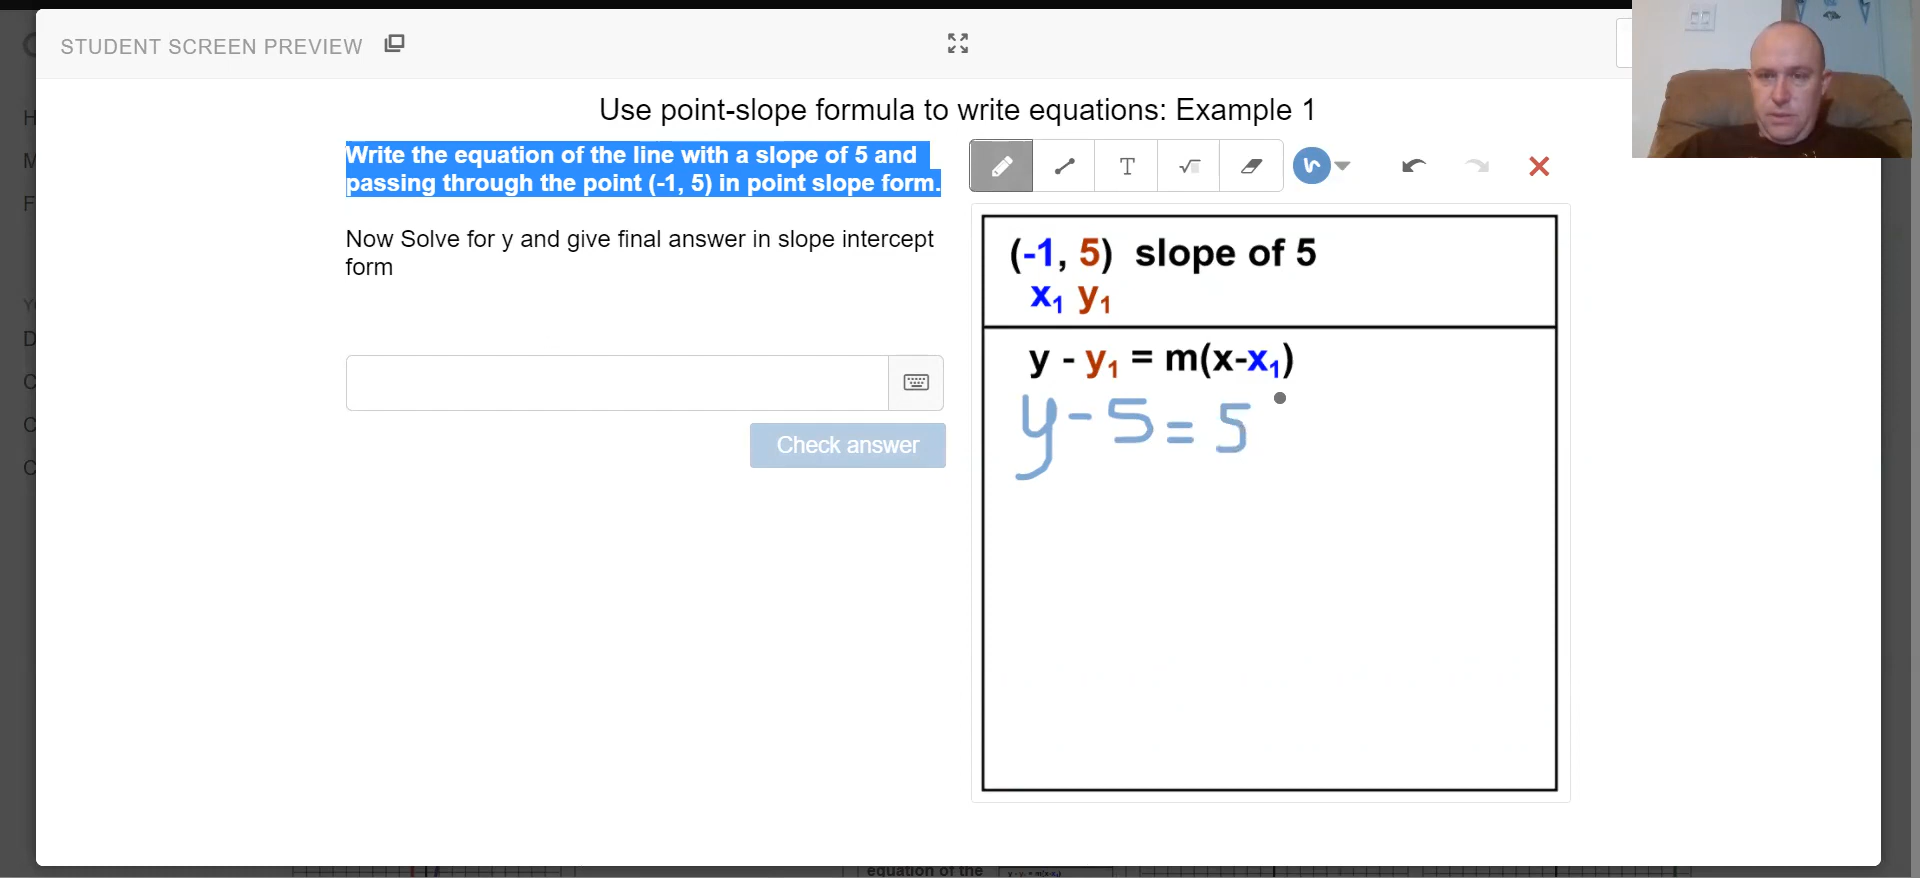 STUDENT SCREEN PREVIEW
Use point-slope formula to write equations: Example 1
Write the equation of the line with a slope of 5 and
passing through the point (-1, 5) in point slope form.
Now Solve for y and give final answer in slope intercept
form
Check answer
T
(-1, 5) slope of 5
x₁ y₁
y - y₁ = m(x-x₁)
y - 5 = 5
equation of the